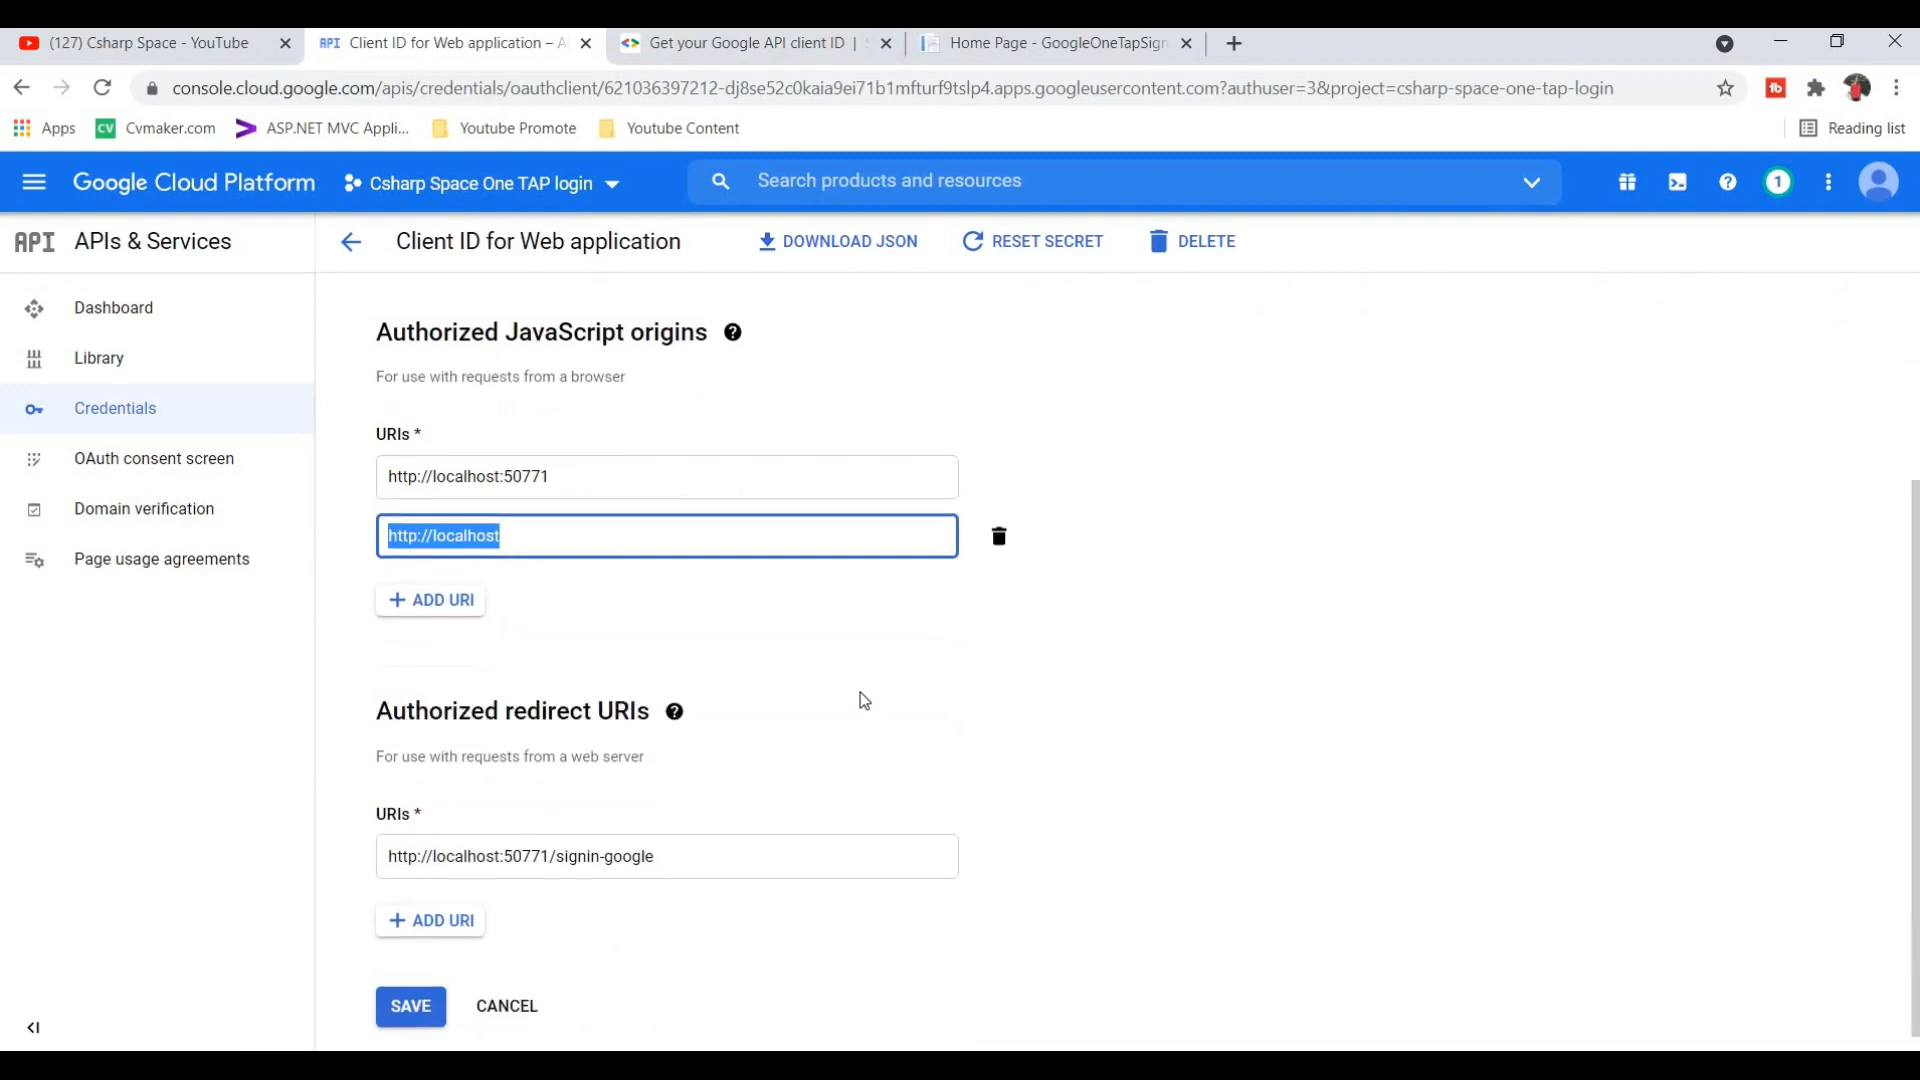 (127) Csharp Space - YouTube
API Client ID for Web application – A
Get your Google API client ID |
Home Page - GoogleOneTapSign
console.cloud.google.com/apis/credentials/oauthclient/621036397212-dj8se52c0kaia9ei71b1mfturf9tslp4.apps.googleusercontent.com?authuser=3&project=csharp-space-one-tap-login
Apps
CV Cvmaker.com
ASP.NET MVC Appli...
Youtube Promote
Youtube Content
Reading list
Google Cloud Platform
Csharp Space One TAP login
Search products and resources
1
API APIs & Services
Client ID for Web application
DOWNLOAD JSON
RESET SECRET
DELETE
Dashboard
Library
Credentials
OAuth consent screen
Domain verification
Page usage agreements
Authorized JavaScript origins
For use with requests from a browser
URIs *
http://localhost:50771
http://localhost
+ ADD URI
Authorized redirect URIs
For use with requests from a web server
URIs *
http://localhost:50771/signin-google
+ ADD URI
SAVE
CANCEL